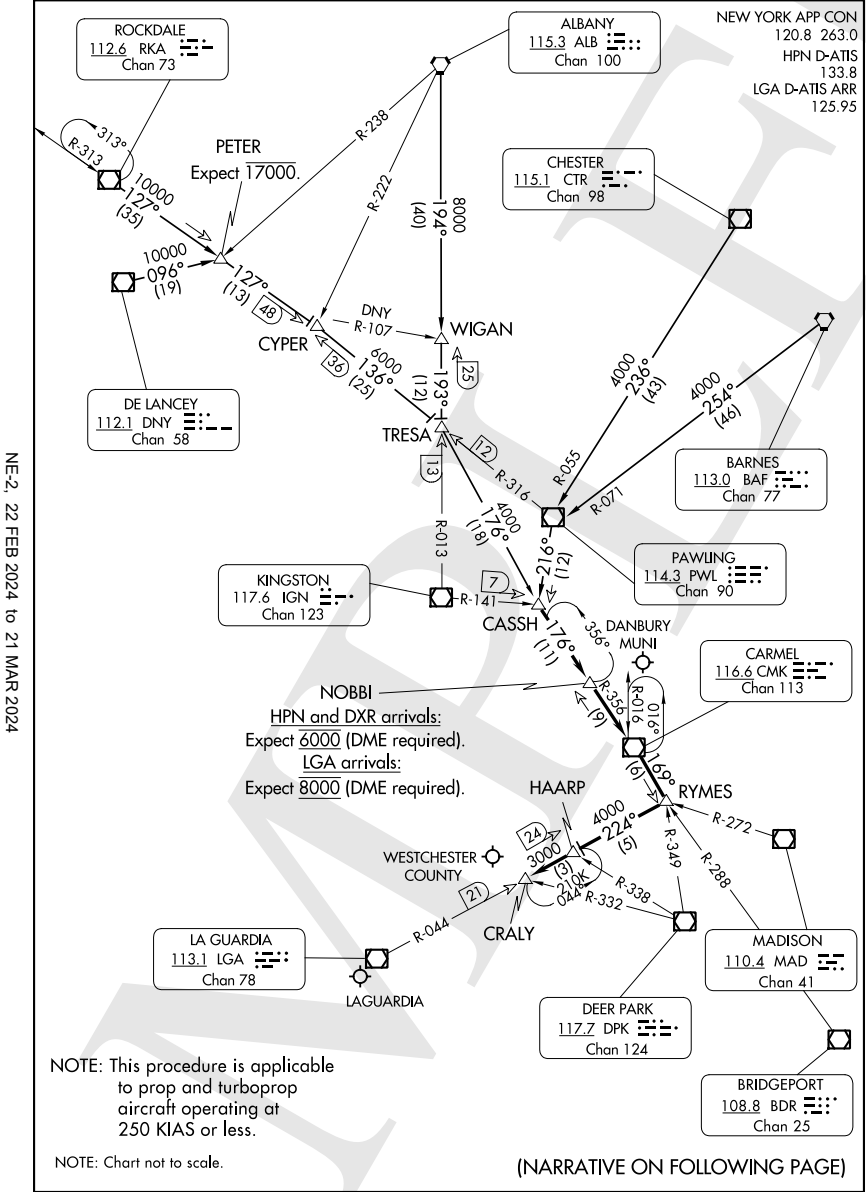 ROCKDALE
112.6 RKA
Chan 73
ALBANY
115.3 ALB
Chan 100
NEW YORK APP CON
120.8 263.0
HPN D-ATIS
133.8
LGA D-ATIS ARR
125.95
R-313
313°
10000
127°
(35)
PETER
Expect 17000.
R-238
R-222
8000
194°
(40)
CHESTER
115.1 CTR
Chan 98
10000
096°
(19)
127°
(13)
48
CYPER
DNY
R-107
WIGAN
36
6000
136°
(25)
193°
(12)
25
4000
236°
(43)
4000
254°
(46)
DE LANCEY
112.1 DNY
Chan 58
TRESA
12
R-316
13
R-013
R-055
R-071
BARNES
113.0 BAF
Chan 77
4000
176°
(18)
216°
(12)
PAWLING
114.3 PWL
Chan 90
KINGSTON
117.6 IGN
Chan 123
7
R-141
CASSH
176°
(11)
356°
DANBURY
MUNI
CARMEL
116.6 CMK
Chan 113
NOBBI
HPN and DXR arrivals:
Expect 6000 (DME required).
LGA arrivals:
Expect 8000 (DME required).
R-356
(9)
R-016
016°
169°
(6)
HAARP
RYMES
4000
224°
(5)
24
3000
(3)
210K
044°
WESTCHESTER
COUNTY
21
R-044
CRALY
R-338
R-332
R-349
R-272
R-288
LA GUARDIA
113.1 LGA
Chan 78
LAGUARDIA
MADISON
110.4 MAD
Chan 41
DEER PARK
117.7 DPK
Chan 124
BRIDGEPORT
108.8 BDR
Chan 25
NOTE: This procedure is applicable
to prop and turboprop
aircraft operating at
250 KIAS or less.
NOTE: Chart not to scale.
(NARRATIVE ON FOLLOWING PAGE)
NE-2, 22 FEB 2024 to 21 MAR 2024